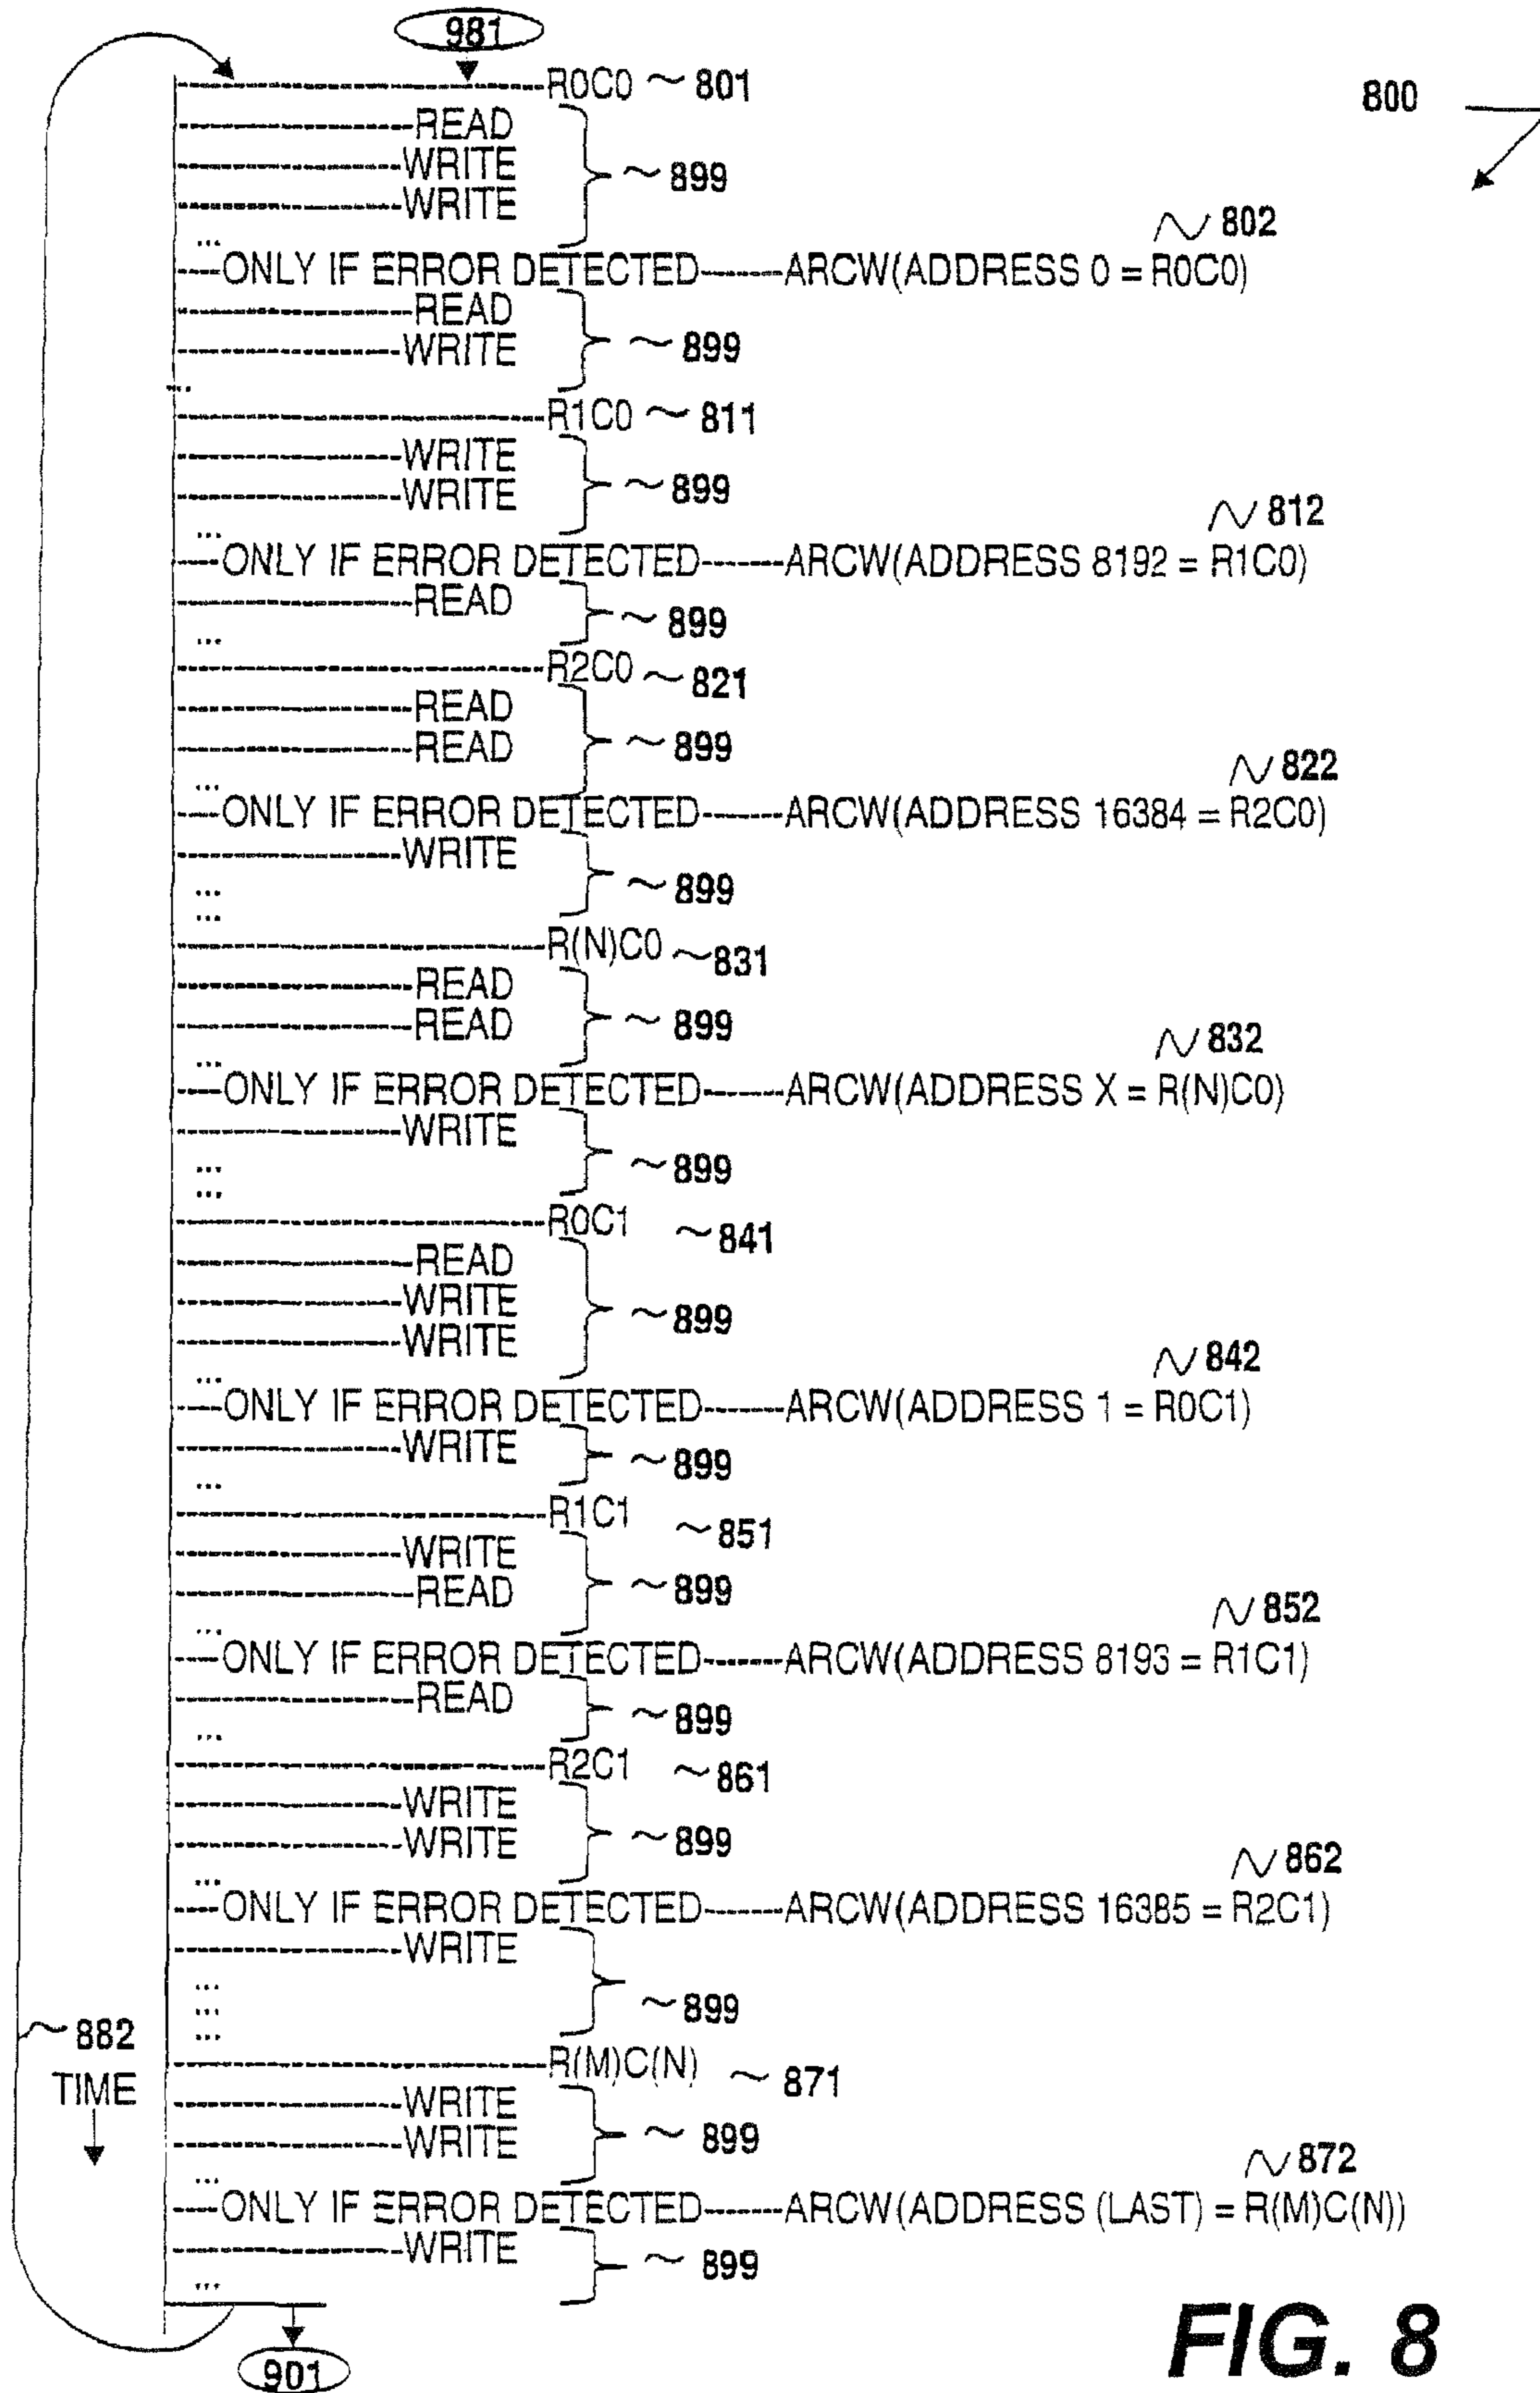 981
R0C0 ~ 801
800
READ
WRITE
~ 899
WRITE
802
...
ONLY IF ERROR DETECTED------ARCW(ADDRESS 0 = R0C0)
READ
~ 899
WRITE
...
R1C0 ~ 811
WRITE
~ 899
WRITE
812
...
ONLY IF ERROR DETECTED------ARCW(ADDRESS 8192 = R1C0)
READ
~ 899
...
R2C0 ~ 821
READ
~ 899
READ
822
...
ONLY IF ERROR DETECTED------ARCW(ADDRESS 16384 = R2C0)
WRITE
~ 899
...
...
R(N)C0 ~ 831
READ
~ 899
READ
832
...
ONLY IF ERROR DETECTED------ARCW(ADDRESS X = R(N)C0)
WRITE
~ 899
...
...
R0C1 ~ 841
READ
WRITE
~ 899
WRITE
842
...
ONLY IF ERROR DETECTED------ARCW(ADDRESS 1 = R0C1)
WRITE
~ 899
...
R1C1 ~ 851
WRITE
~ 899
READ
852
...
ONLY IF ERROR DETECTED------ARCW(ADDRESS 8193 = R1C1)
READ
~ 899
...
R2C1 ~ 861
WRITE
~ 899
WRITE
862
...
ONLY IF ERROR DETECTED------ARCW(ADDRESS 16385 = R2C1)
WRITE
...
~ 899
...
...
~ 882
R(M)C(N) ~ 871
TIME
WRITE
~ 899
WRITE
872
...
ONLY IF ERROR DETECTED------ARCW(ADDRESS (LAST) = R(M)C(N))
WRITE
~ 899
...
901
FIG. 8